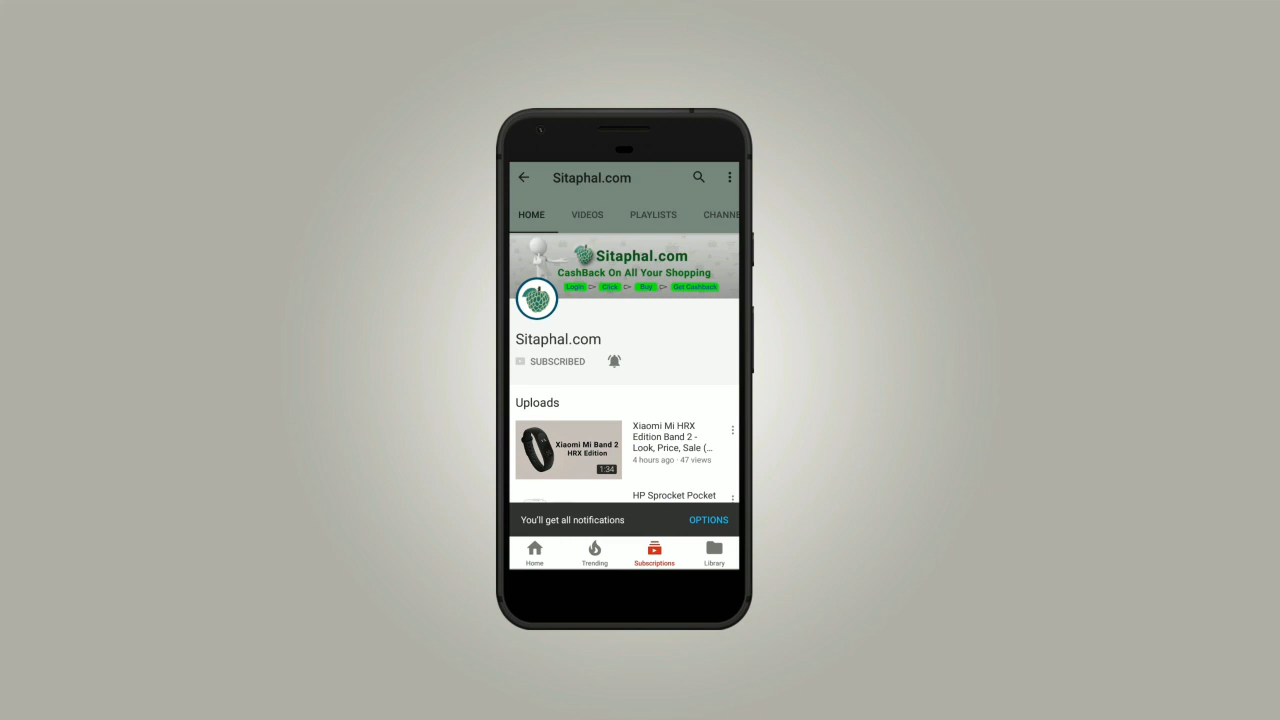 Sitaphal.com
HOME VIDEOS PLAYLISTS CHANNE
Sitaphal.com
CashBack On All Your Shopping
Login Click Buy Get Cashback
Sitaphal.com
SUBSCRIBED
Uploads
Xiaomi Mi Band 2
HRX Edition
1:34
Xiaomi Mi HRX
Edition Band 2 -
Look, Price, Sale (...
4 hours ago · 47 views
HP Sprocket Pocket
You'll get all notifications OPTIONS
Home Trending Subscriptions Library